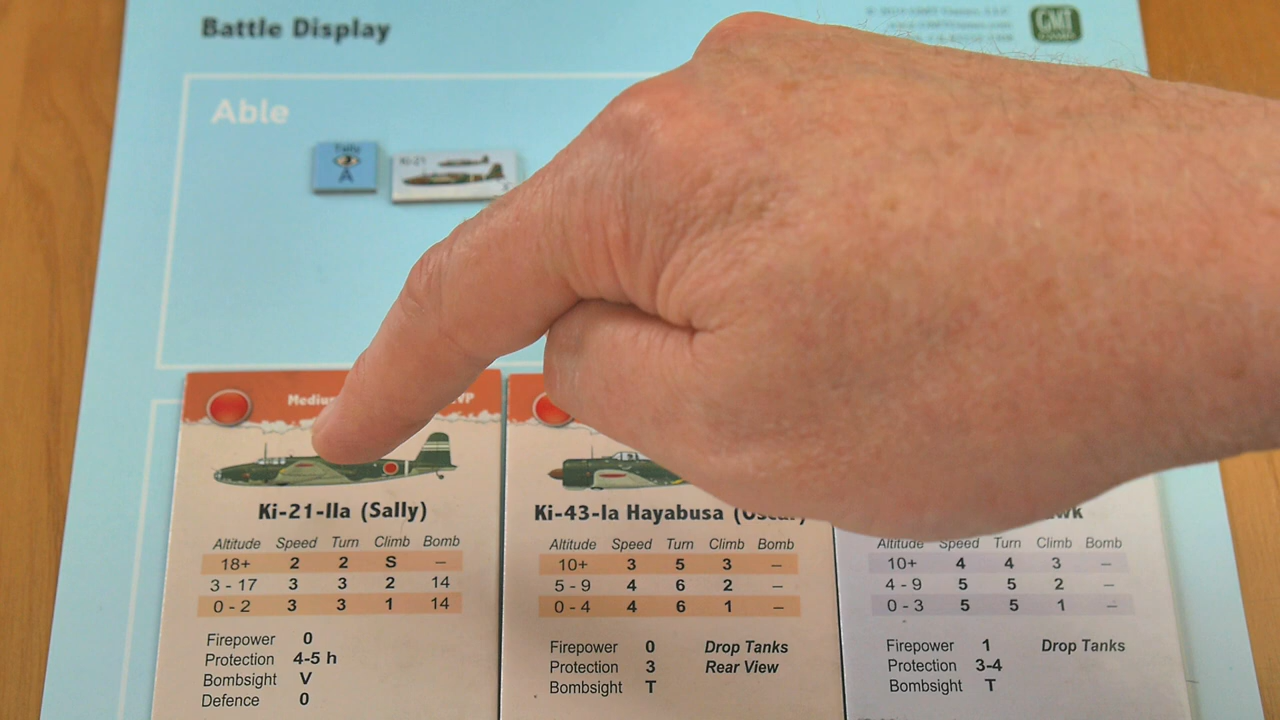 Battle Display
GMT
Able
Tally
A
Ki-21
Ki-21-IIa (Sally)
Altitude Speed Turn Climb Bomb
18+ 2 2 S –
3 - 17 3 3 2 14
0 - 2 3 3 1 14
Firepower 0
Protection 4-5 h
Bombsight V
Defence 0
Ki-43-Ia Hayabusa (Oscar)
Altitude Speed Turn Climb Bomb
10+ 3 5 3 –
5 - 9 4 6 2 –
0 - 4 4 6 1 –
Firepower 0 Drop Tanks
Protection 3 Rear View
Bombsight T
Altitude Speed Turn Climb Bomb
10+ 4 4 3 –
4 - 9 5 5 2 –
0 - 3 5 5 1 –
Firepower 1 Drop Tanks
Protection 3-4
Bombsight T